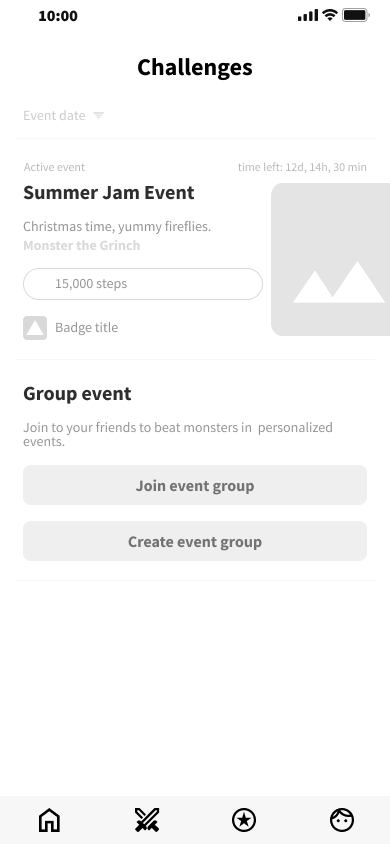 10:00
Challenges
Event date
Active event
time left: 12d, 14h, 30 min
Summer Jam Event
Christmas time, yummy fireflies.
Monster the Grinch
15,000 steps
Badge title
Group event
Join to your friends to beat monsters in personalized
events.
Join event group
Create event group